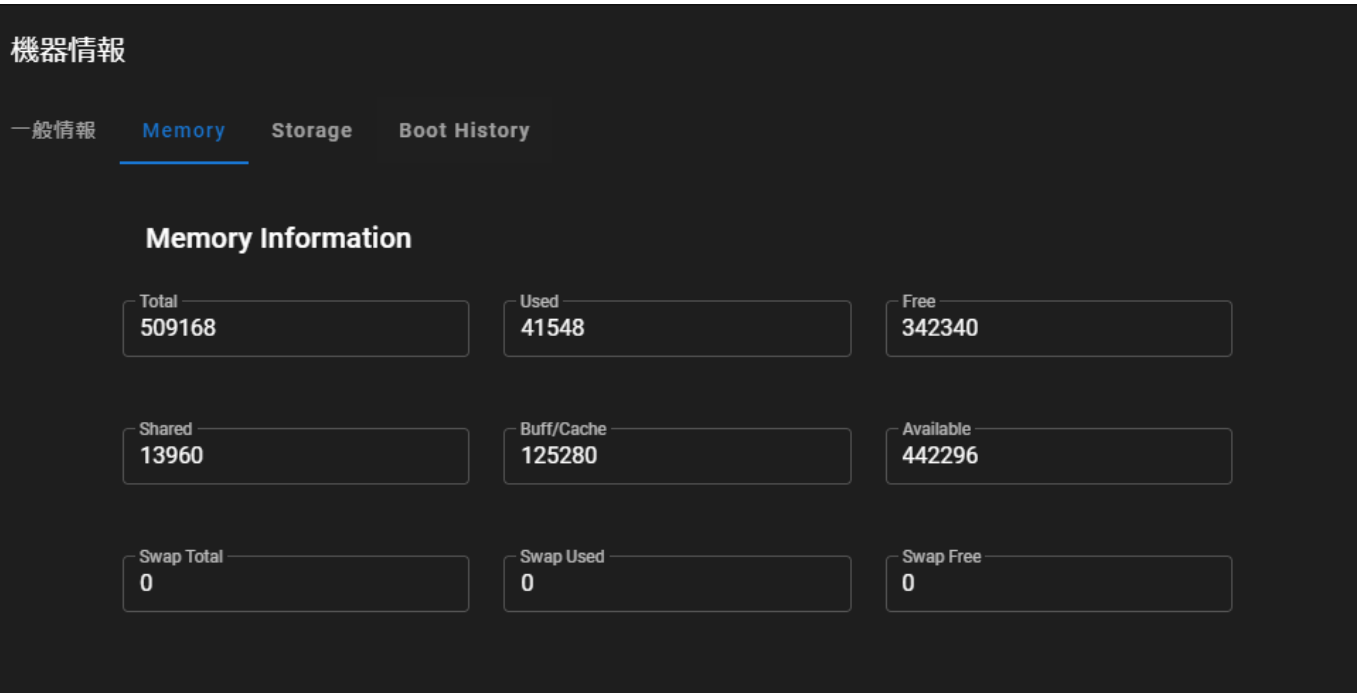 機器情報
一般情報 Memory Storage Boot History
Memory Information
Total Used Free
509168 41548 342340
Shared Buff/Cache Available
13960 125280 442296
Swap Total Swap Used Swap Free
0 0 0